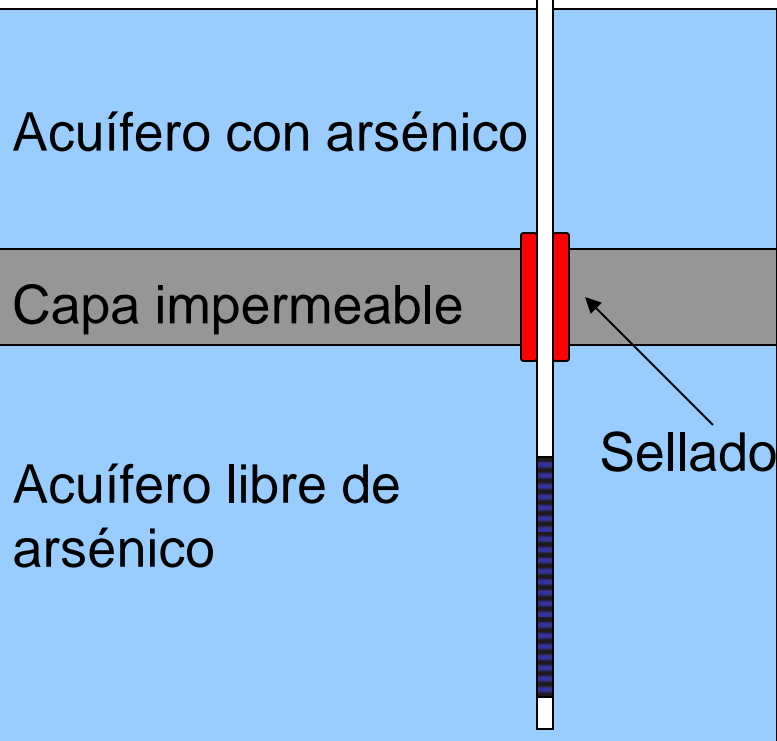 Acuífero con arsénico
Capa impermeable
Sellado
Acuífero libre de
arsénico